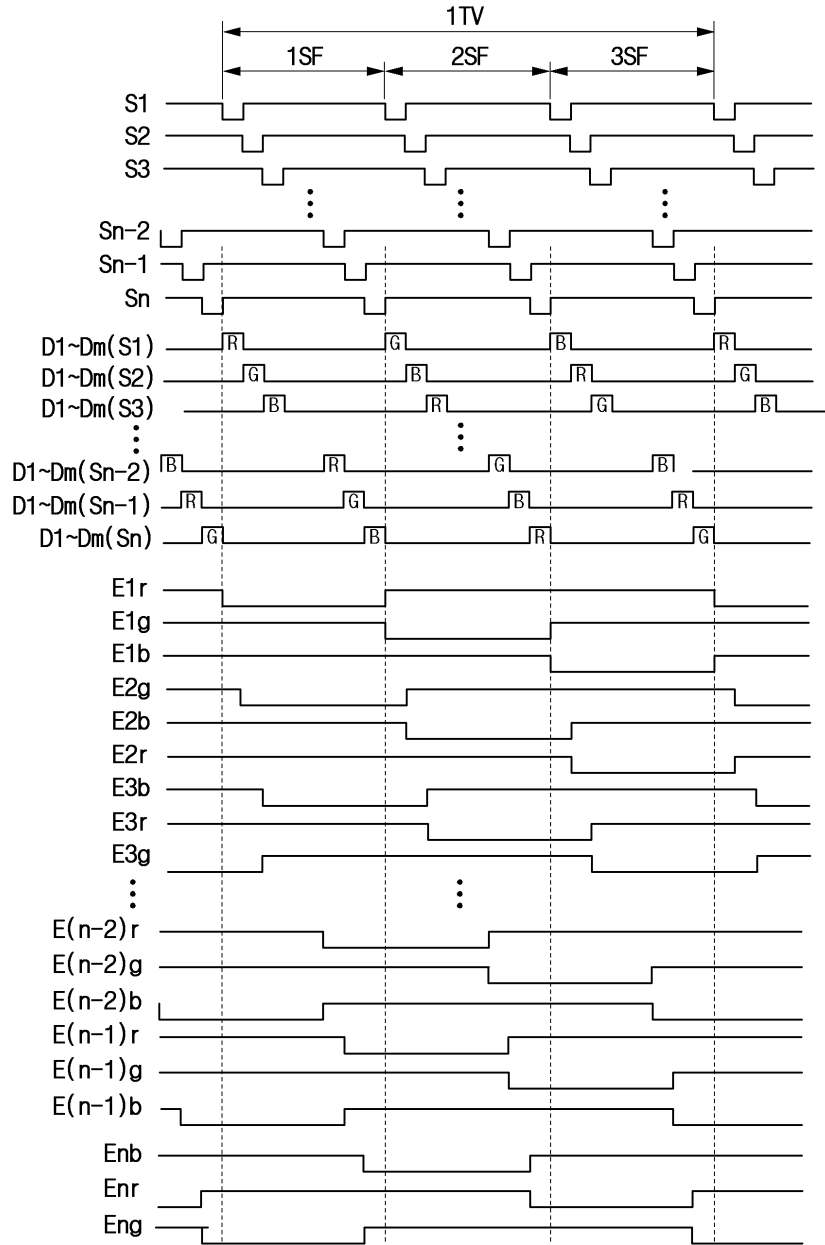 1TV
1SF 2SF 3SF
S1
S2
S3
Sn-2
Sn-1
Sn
D1~Dm(S1) R G B R
D1~Dm(S2) G B R G
D1~Dm(S3) B R G B
D1~Dm(Sn-2) B R G B
D1~Dm(Sn-1) R G B R
D1~Dm(Sn) G B R G
E1r
E1g
E1b
E2g
E2b
E2r
E3b
E3r
E3g
E(n-2)r
E(n-2)g
E(n-2)b
E(n-1)r
E(n-1)g
E(n-1)b
Enb
Enr
Eng